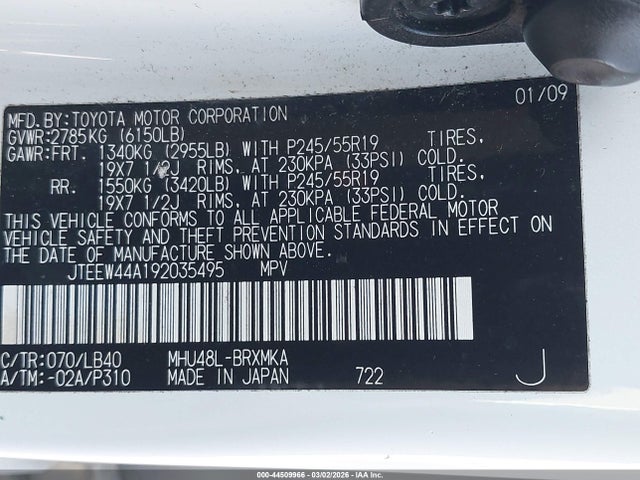 MFD.BY:TOYOTA MOTOR CORPORATION 01/09
GVWR:2785KG (6150LB)
GAWR:FRT. 1340KG (2955LB) WITH P245/55R19 TIRES,
19X7 1/2J RIMS, AT 230KPA (33PSI) COLD.
RR. 1550KG (3420LB) WITH P245/55R19 TIRES,
19X7 1/2J RIMS, AT 230KPA (33PSI) COLD.
THIS VEHICLE CONFORMS TO ALL APPLICABLE FEDERAL MOTOR
VEHICLE SAFETY AND THEFT PREVENTION STANDARDS IN EFFECT ON
THE DATE OF MANUFACTURE SHOWN ABOVE.
JTEEW44A192035495 MPV
C/TR:070/LB40 MHU48L-BRXMKA
A/TM:-02A/P310 MADE IN JAPAN 722 J
000-44509966 - 03/02/2026 - IAA Inc.